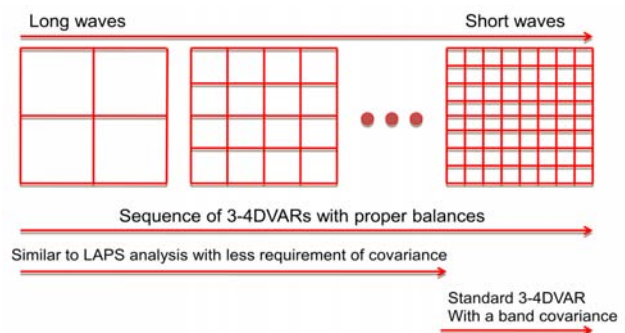 Long waves
Short waves
Sequence of 3-4DVARs with proper balances
Similar to LAPS analysis with less requirement of covariance
Standard 3-4DVAR
With a band covariance